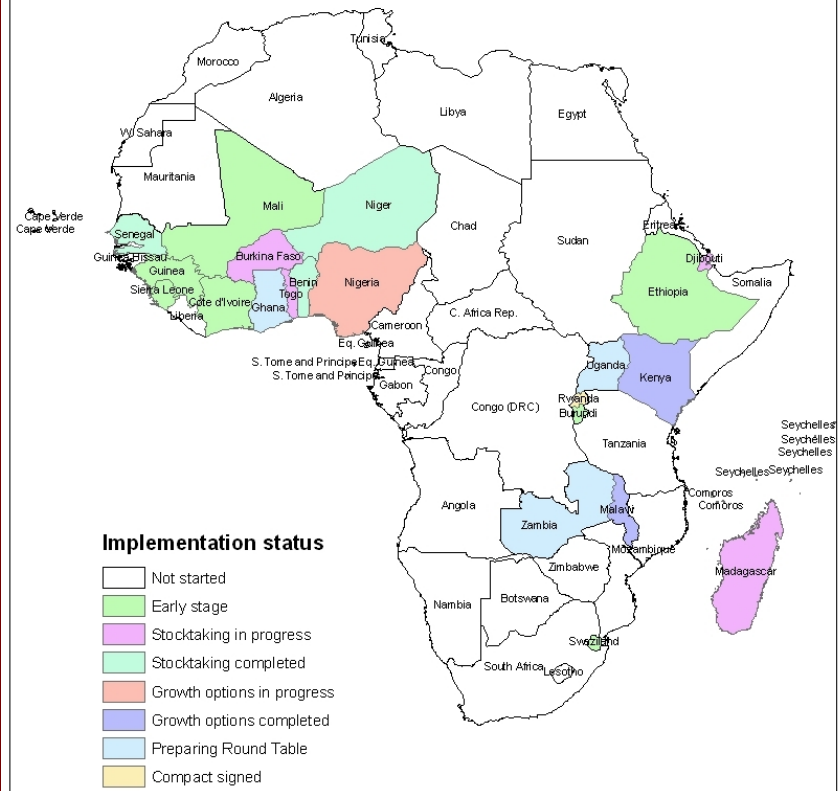 Tunisia
Morocco
Algeria
Libya
Egypt
W. Sahara
Mauritania
Mali
Niger
Cape Verde
Cape Verde
Senegal
Chad
Sudan
Eritrea
Guinea Bissau
Burkina Faso
Djibouti
Guinea
Benin
Nigeria
Somalia
Sierra Leone
Togo
Ethiopia
Côte d'Ivoire
Ghana
Liberia
C. Africa Rep.
Cameroon
Eq. Guinea
S. Tome and Principe
Eq. Guinea
Uganda
S. Tome and Principe
Congo
Kenya
Gabon
Rwanda
Congo (DRC)
Burundi
Seychelles
Seychelles
Tanzania
Seychelles
Seychelles
Seychelles
Comoros
Comoros
Angola
Malawi
Zambia
Mozambique
Zimbabwe
Madagascar
Botswana
Nambia
Swaziland
South Africa
Lesotho
Implementation status
Not started
Early stage
Stocktaking in progress
Stocktaking completed
Growth options in progress
Growth options completed
Preparing Round Table
Compact signed